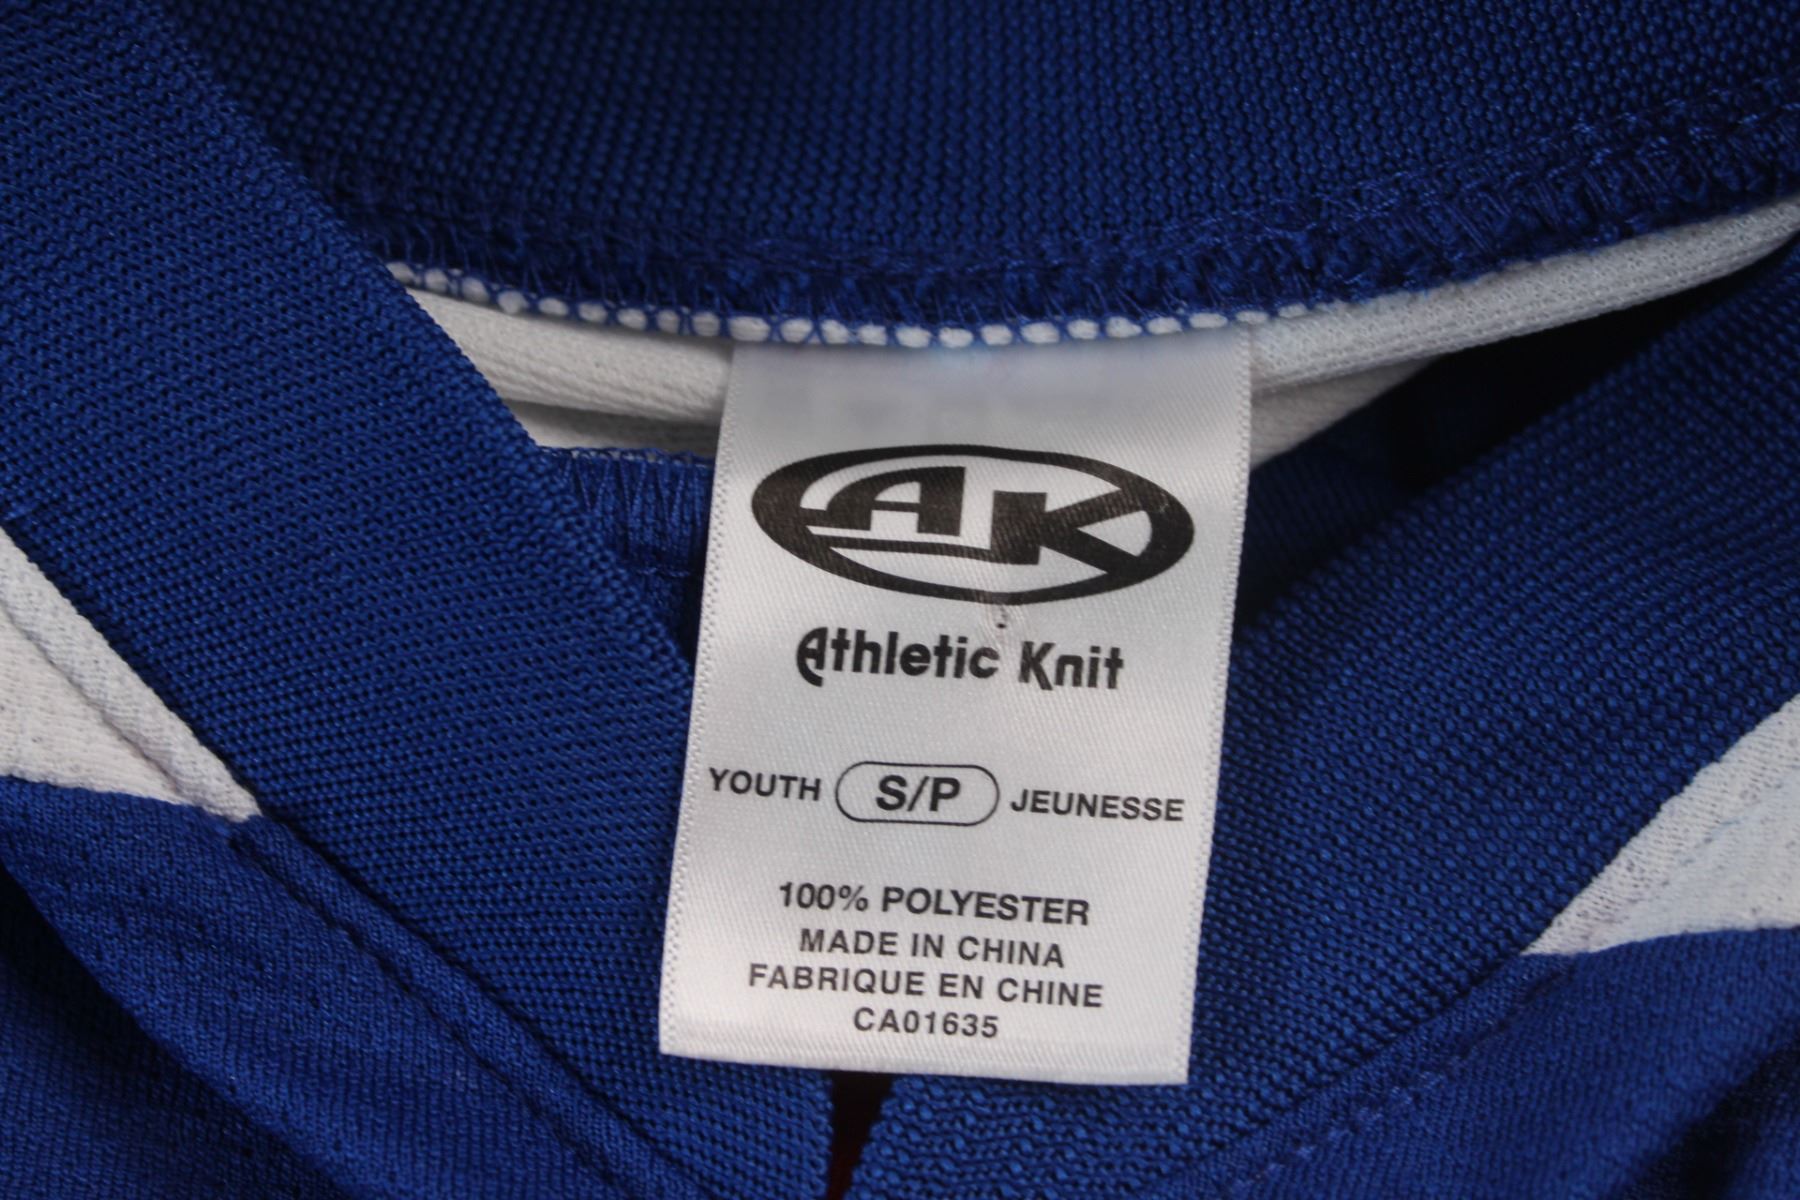 AK
Athletic Knit
YOUTH S/P JEUNESSE
100% POLYESTER
MADE IN CHINA
FABRIQUE EN CHINE
CA01635